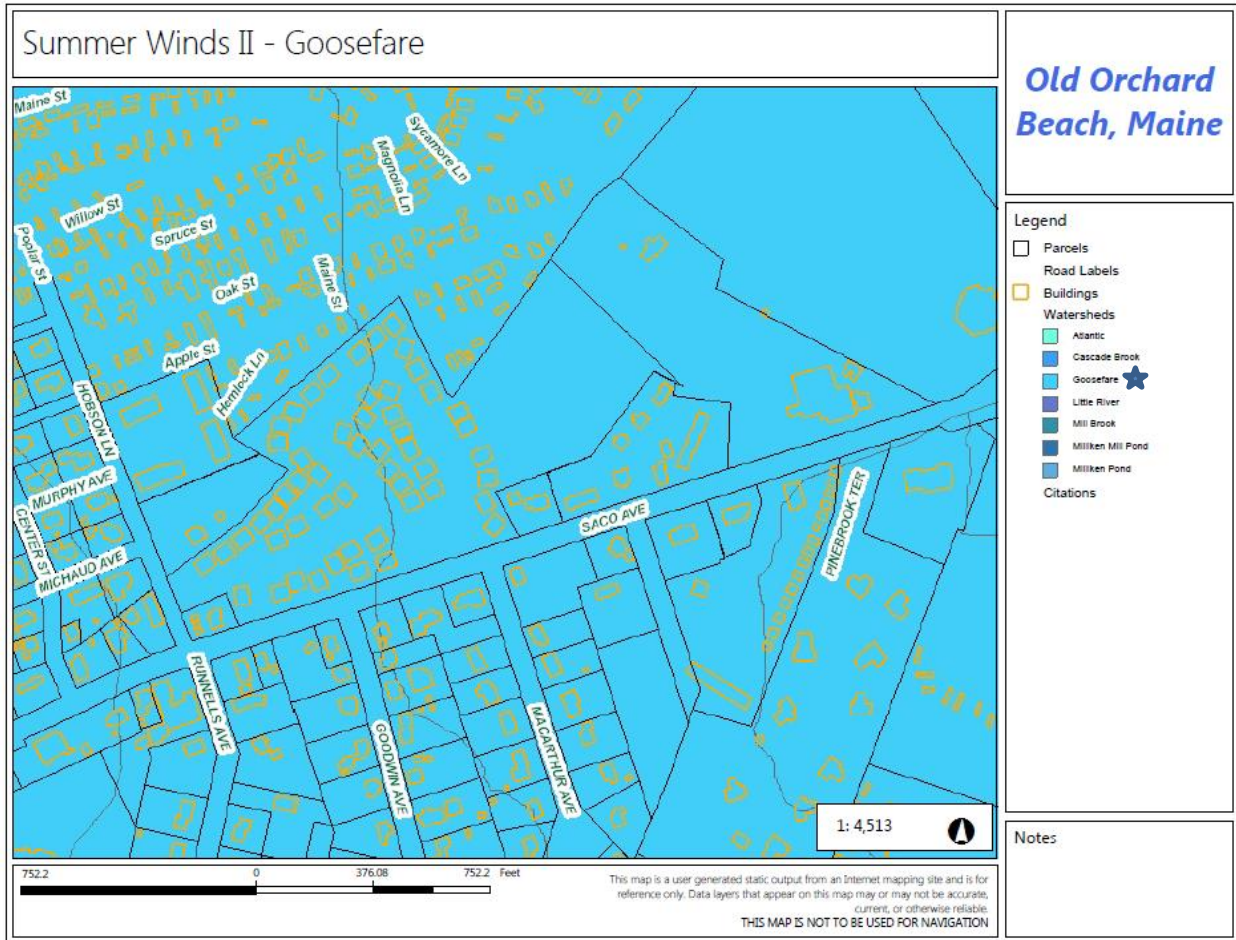 Summer Winds II - Goosefare
Old Orchard
Beach, Maine
Maine St
Sycamore Ln
Magnolia Ln
Willow St
Spruce St
Poplar St
Oak St
Maine St
Apple St
Hemlock Ln
HOBSON LN
MURPHY AVE
CENTER ST
MICHAUD AVE
SACO AVE
PINEBROOK TER
RUNNELLS AVE
GOODWIN AVE
MACARTHUR AVE
1: 4,513
Legend
Parcels
Road Labels
Buildings
Watersheds
Atlantic
Cascade Brook
Goosefare
Little River
Mill Brook
Milliken Mill Pond
Milliken Pond
Citations
Notes
752.2 0 376.08 752.2 Feet
This map is a user generated static output from an Internet mapping site and is for
reference only. Data layers that appear on this map may or may not be accurate,
current, or otherwise reliable.
THIS MAP IS NOT TO BE USED FOR NAVIGATION